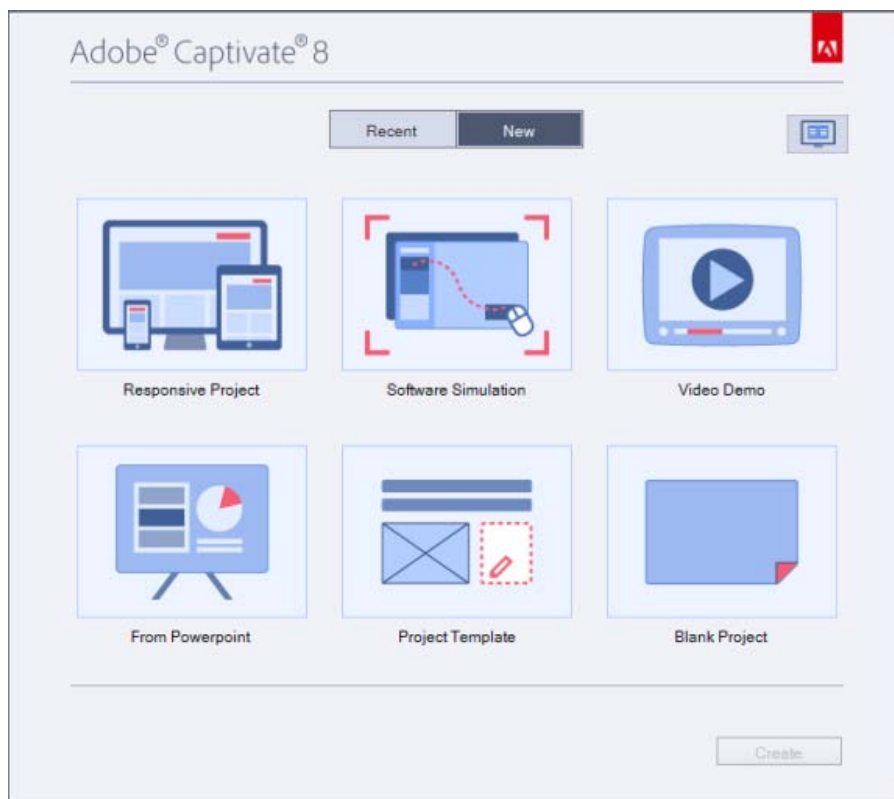 Adobe® Captivate® 8
Recent New
Responsive Project Software Simulation Video Demo
From Powerpoint Project Template Blank Project
Create